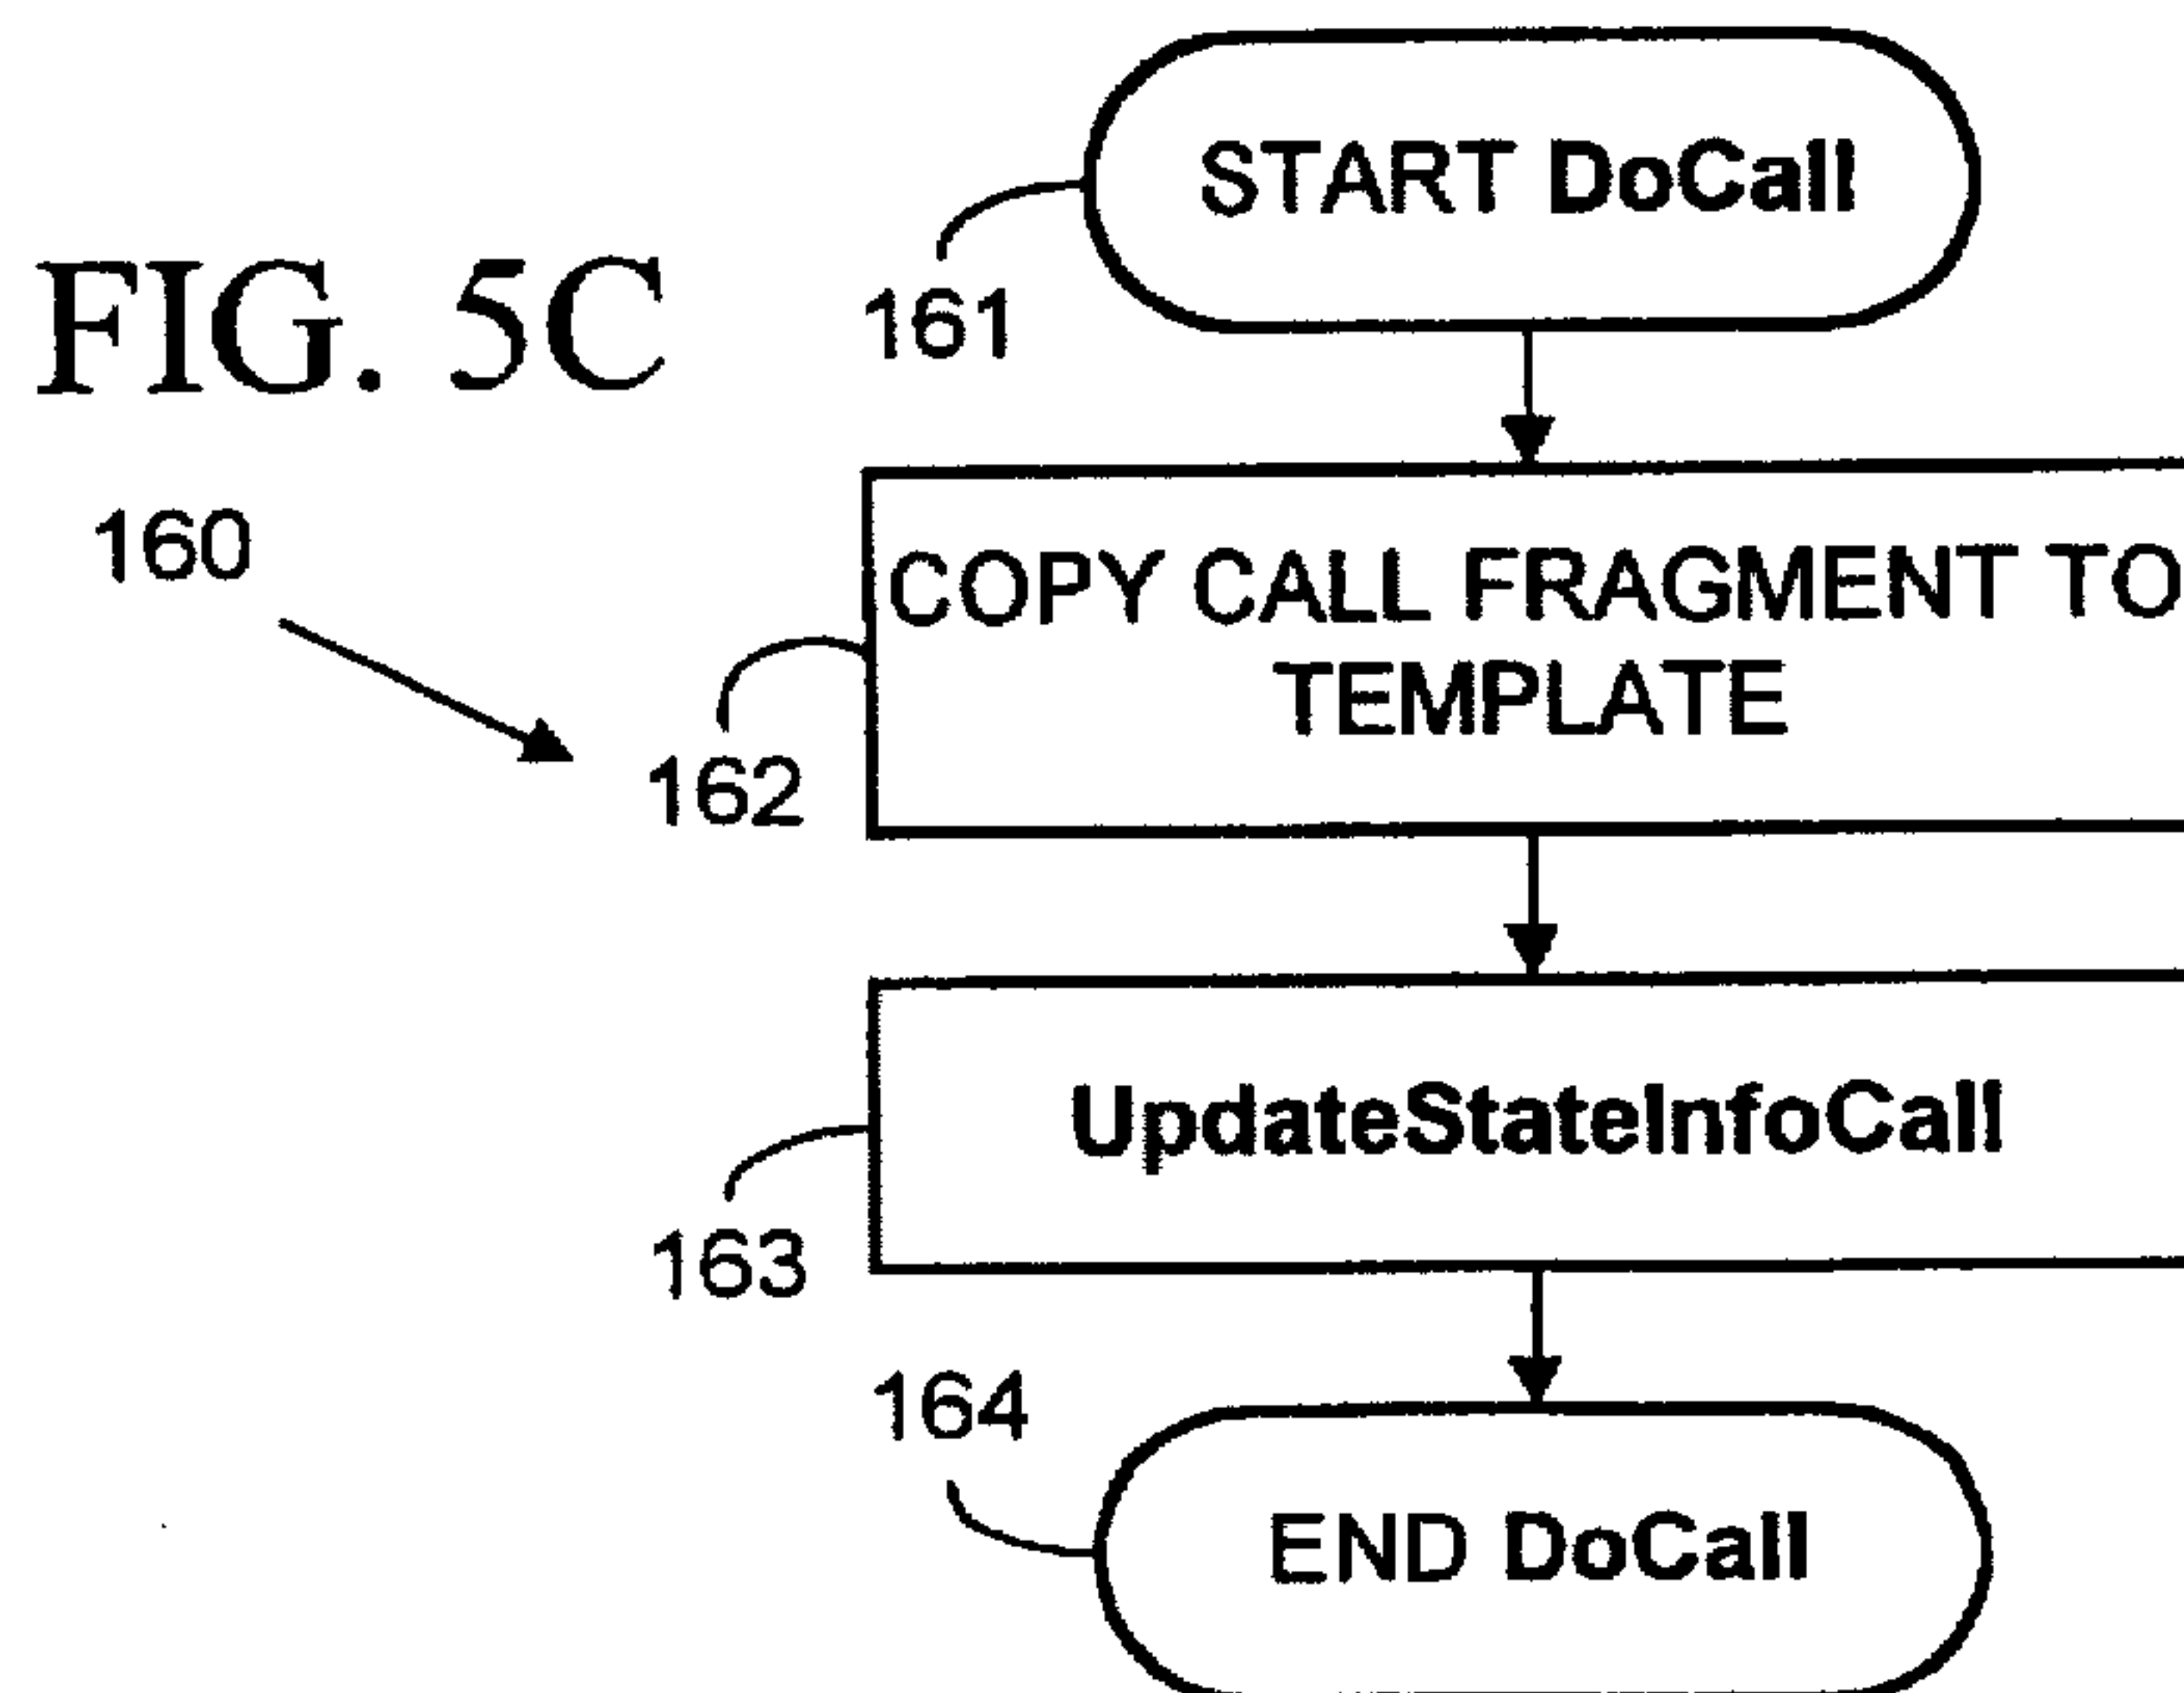 START DoCall
FIG. 5C
161
160
COPY CALL FRAGMENT TO
TEMPLATE
162
UpdateStateInfoCall
163
164
END DoCall